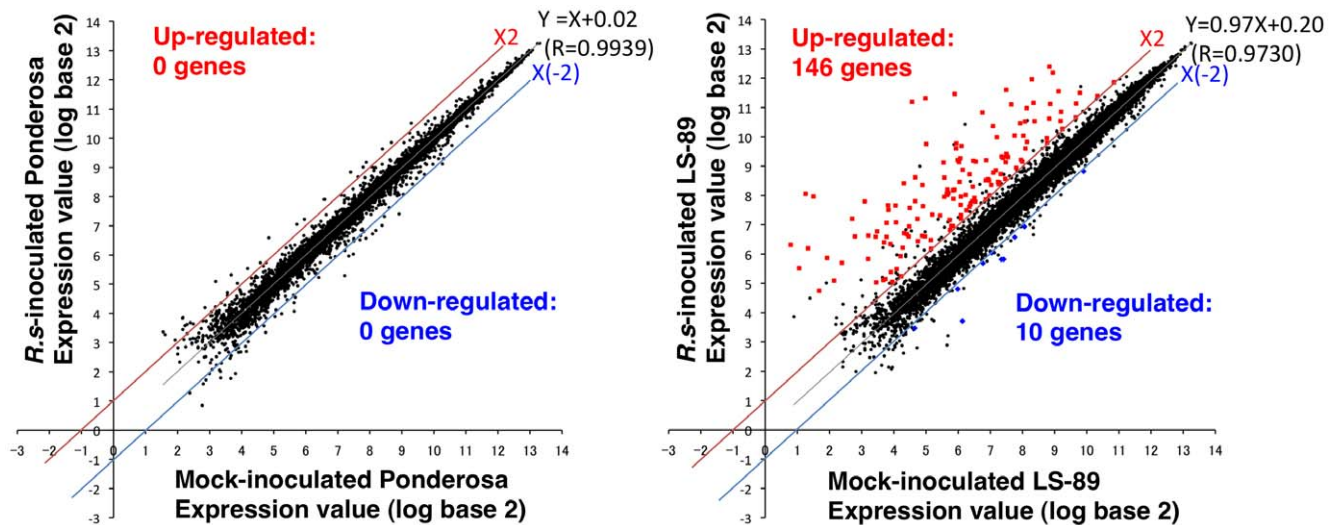 R.s-inoculated Ponderosa
Expression value (log base 2)
14
13
12
11
10
9
8
7
6
5
4
3
2
1
0
-1
-2
-3
Up-regulated:
0 genes
X2
Y =X+0.02
(R=0.9939)
X(-2)
Down-regulated:
0 genes
-3 -2 -1 0 1 2 3 4 5 6 7 8 9 10 11 12 13 14
Mock-inoculated Ponderosa
Expression value (log base 2)
R.s-inoculated LS-89
Expression value (log base 2)
14
13
12
11
10
9
8
7
6
5
4
3
2
1
0
-1
-2
-3
Up-regulated:
146 genes
X2
Y=0.97X+0.20
(R=0.9730)
X(-2)
Down-regulated:
10 genes
-3 -2 -1 0 1 2 3 4 5 6 7 8 9 10 11 12 13 14
Mock-inoculated LS-89
Expression value (log base 2)